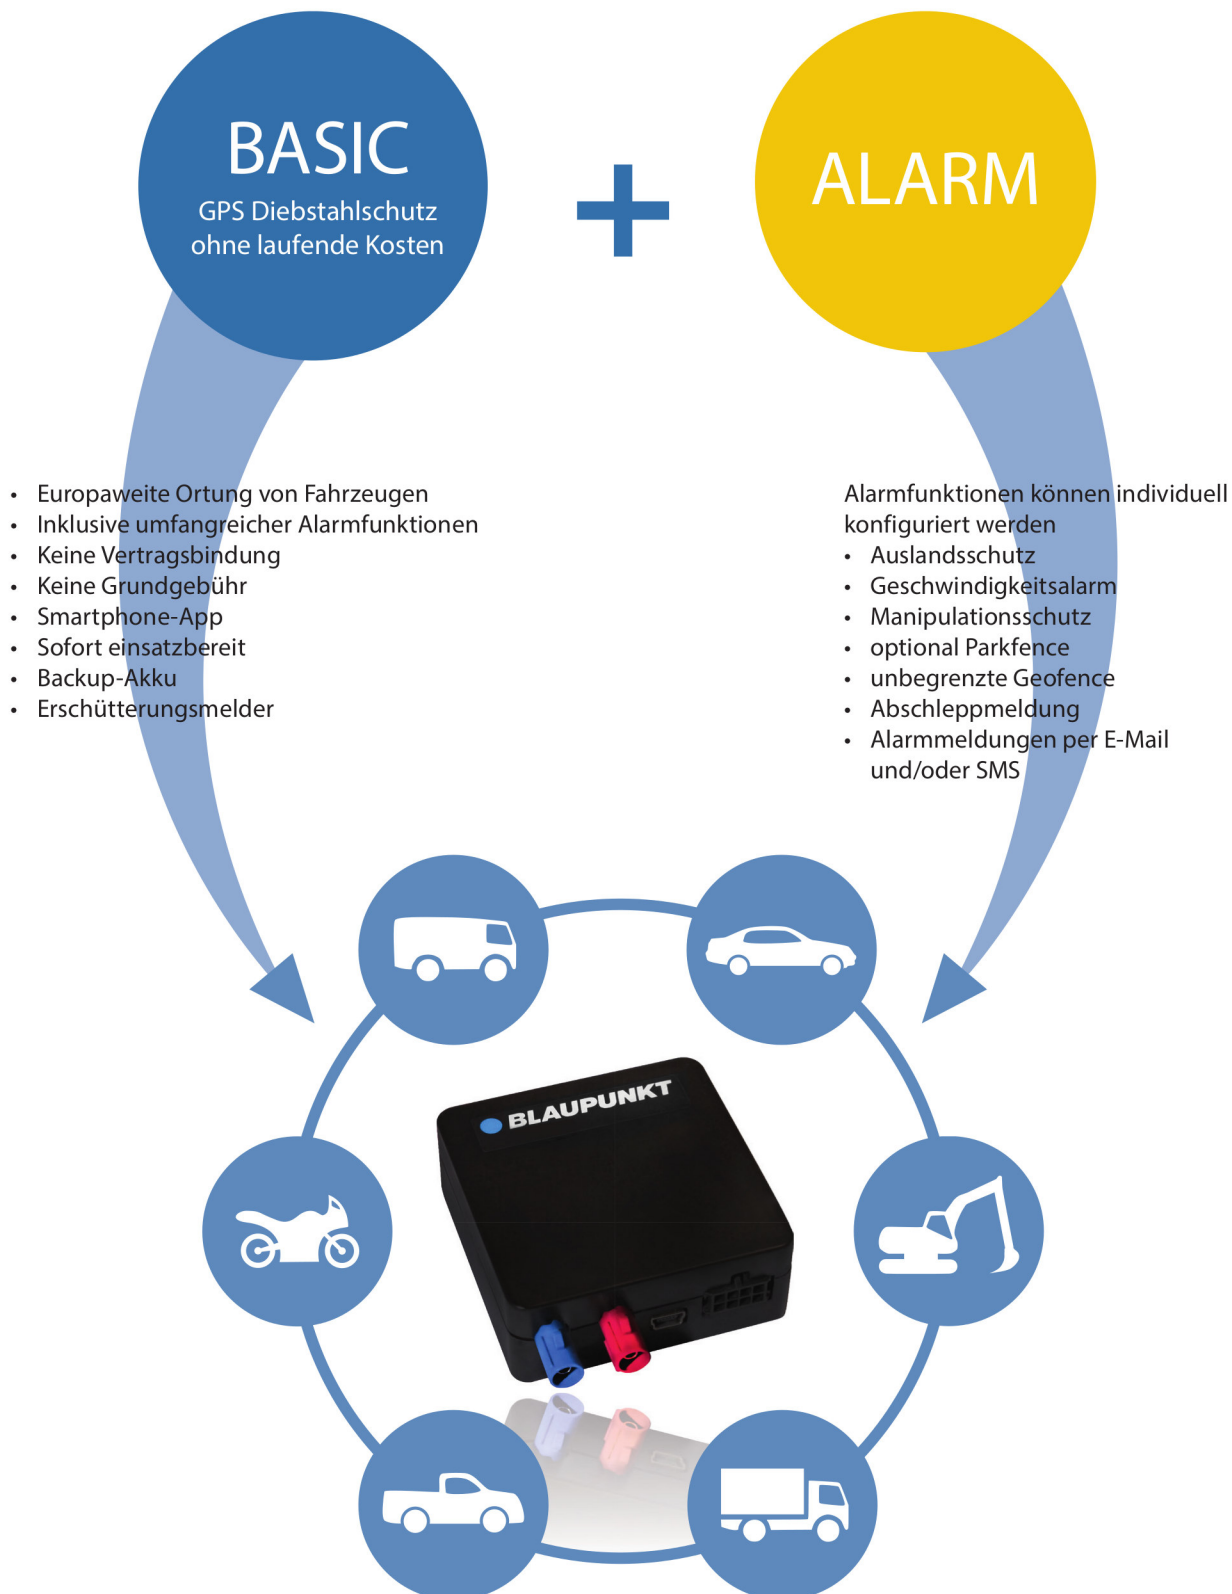 BASIC
GPS Diebstahlschutz
ohne laufende Kosten
ALARM
• Europaweite Ortung von Fahrzeugen
• Inklusive umfangreicher Alarmfunktionen
• Keine Vertragsbindung
• Keine Grundgebühr
• Smartphone-App
• Sofort einsatzbereit
• Backup-Akku
• Erschütterungsmelder
Alarmfunktionen können individuell
konfiguriert werden
• Auslandsschutz
• Geschwindigkeitsalarm
• Manipulationsschutz
• optional Parkfence
• unbegrenzte Geofence
• Abschleppmeldung
• Alarmmeldungen per E-Mail
und/oder SMS
BLAUPUNKT